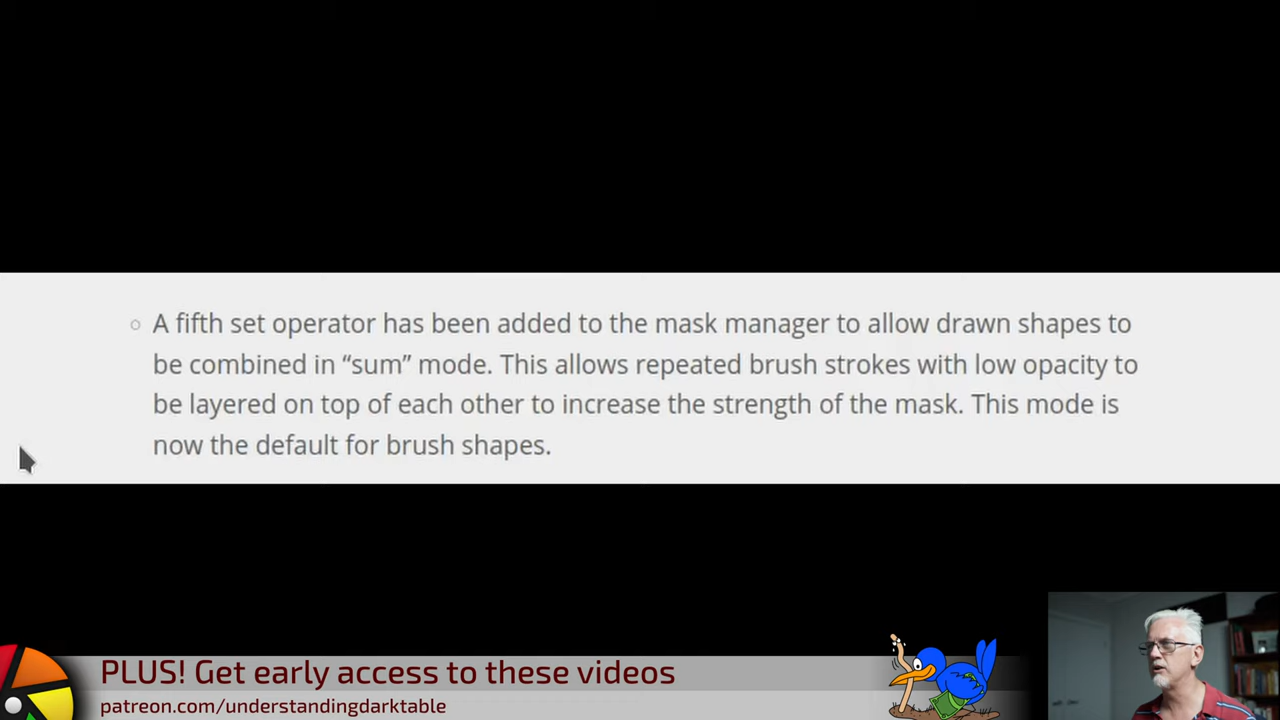 A fifth set operator has been added to the mask manager to allow drawn shapes to
be combined in “sum” mode. This allows repeated brush strokes with low opacity to
be layered on top of each other to increase the strength of the mask. This mode is
now the default for brush shapes.
PLUS! Get early access to these videos
patreon.com/understandingdarktable